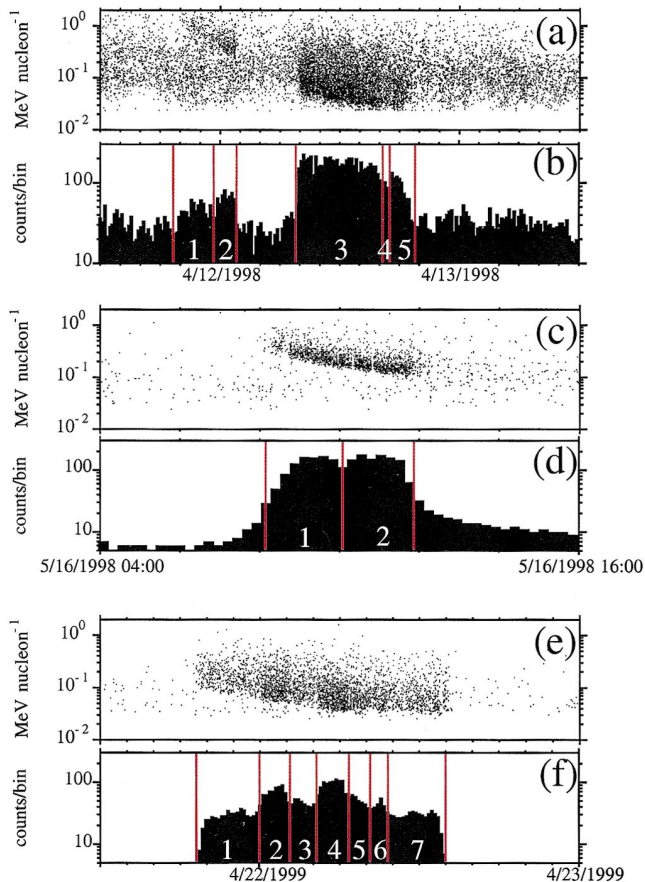 (a)
MeV nucleon⁻¹
10⁰
10⁻¹
10⁻²
(b)
counts/bin
100
10
1 2 3 4 5
4/12/1998 4/13/1998
(c)
MeV nucleon⁻¹
10⁰
10⁻¹
10⁻²
(d)
counts/bin
100
10
1 2
5/16/1998 04:00 5/16/1998 16:00
(e)
MeV nucleon⁻¹
10⁰
10⁻¹
10⁻²
(f)
counts/bin
100
10
1 2 3 4 5 6 7
4/22/1999 4/23/1999